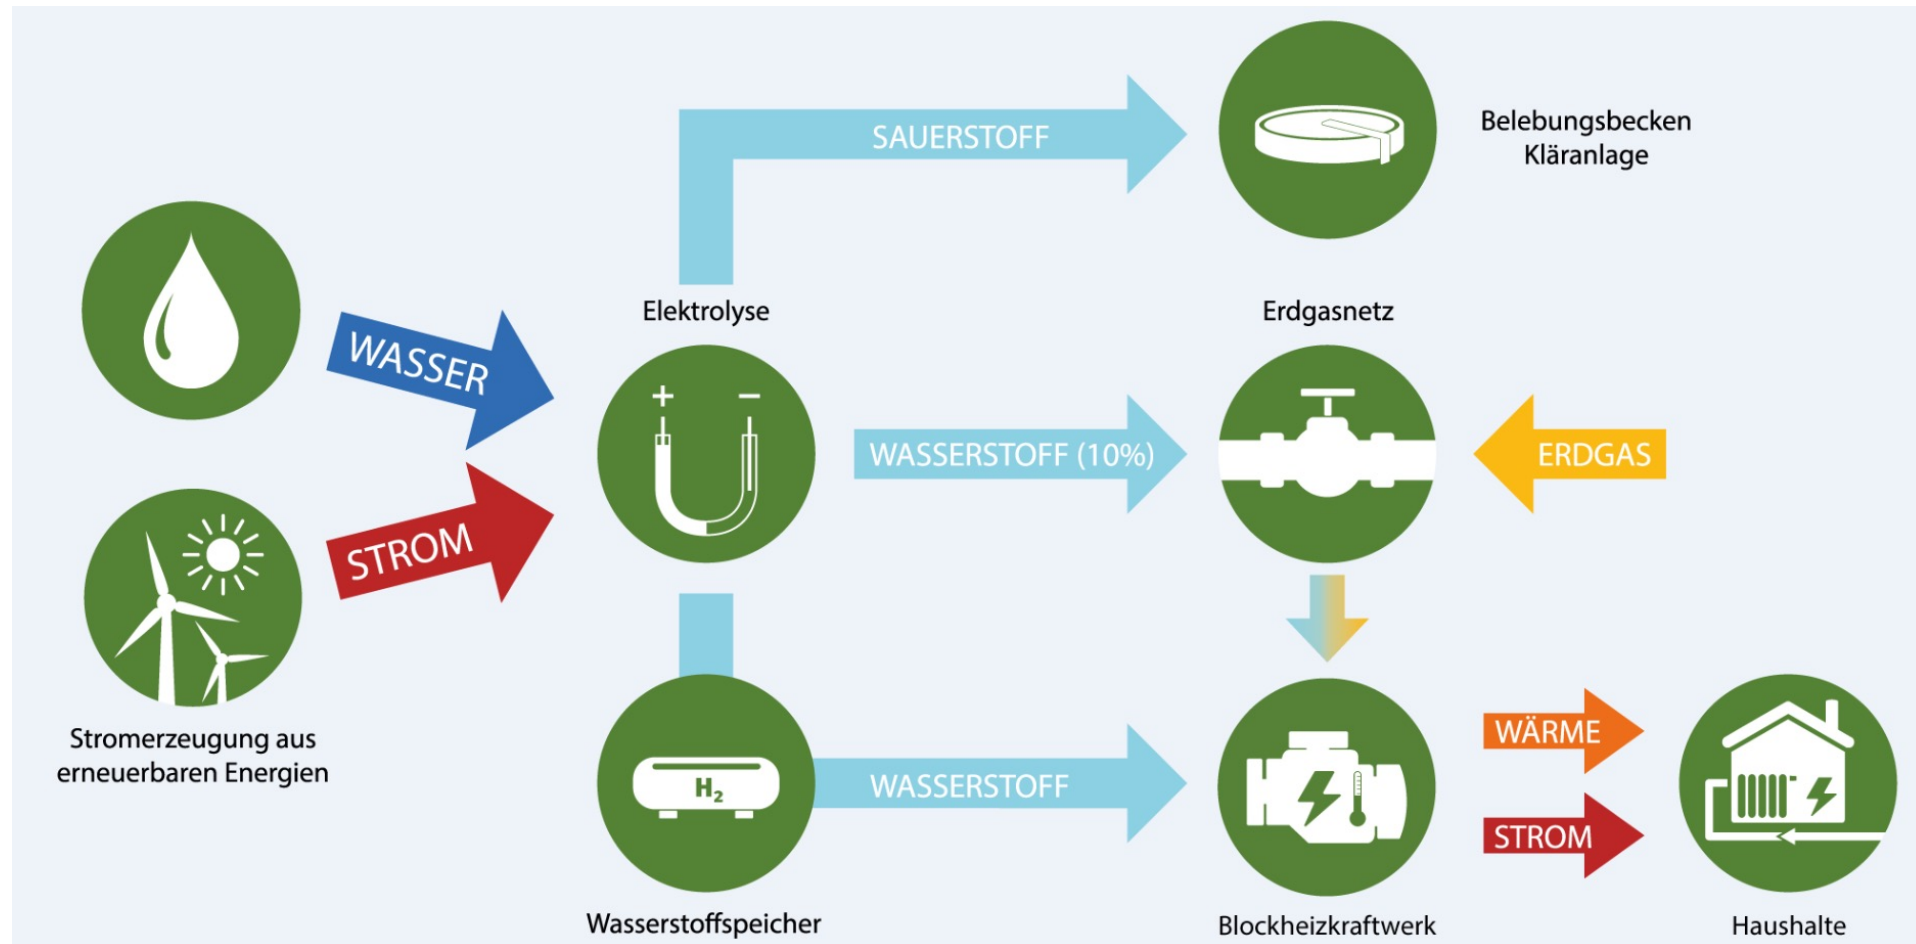 SAUERSTOFF
Belebungsbecken
Kläranlage
WASSER
Elektrolyse
Erdgasnetz
+ −
WASSERSTOFF (10%)
ERDGAS
STROM
Stromerzeugung aus
erneuerbaren Energien
H₂
WASSERSTOFF
WÄRME
STROM
Wasserstoffspeicher
Blockheizkraftwerk
Haushalte